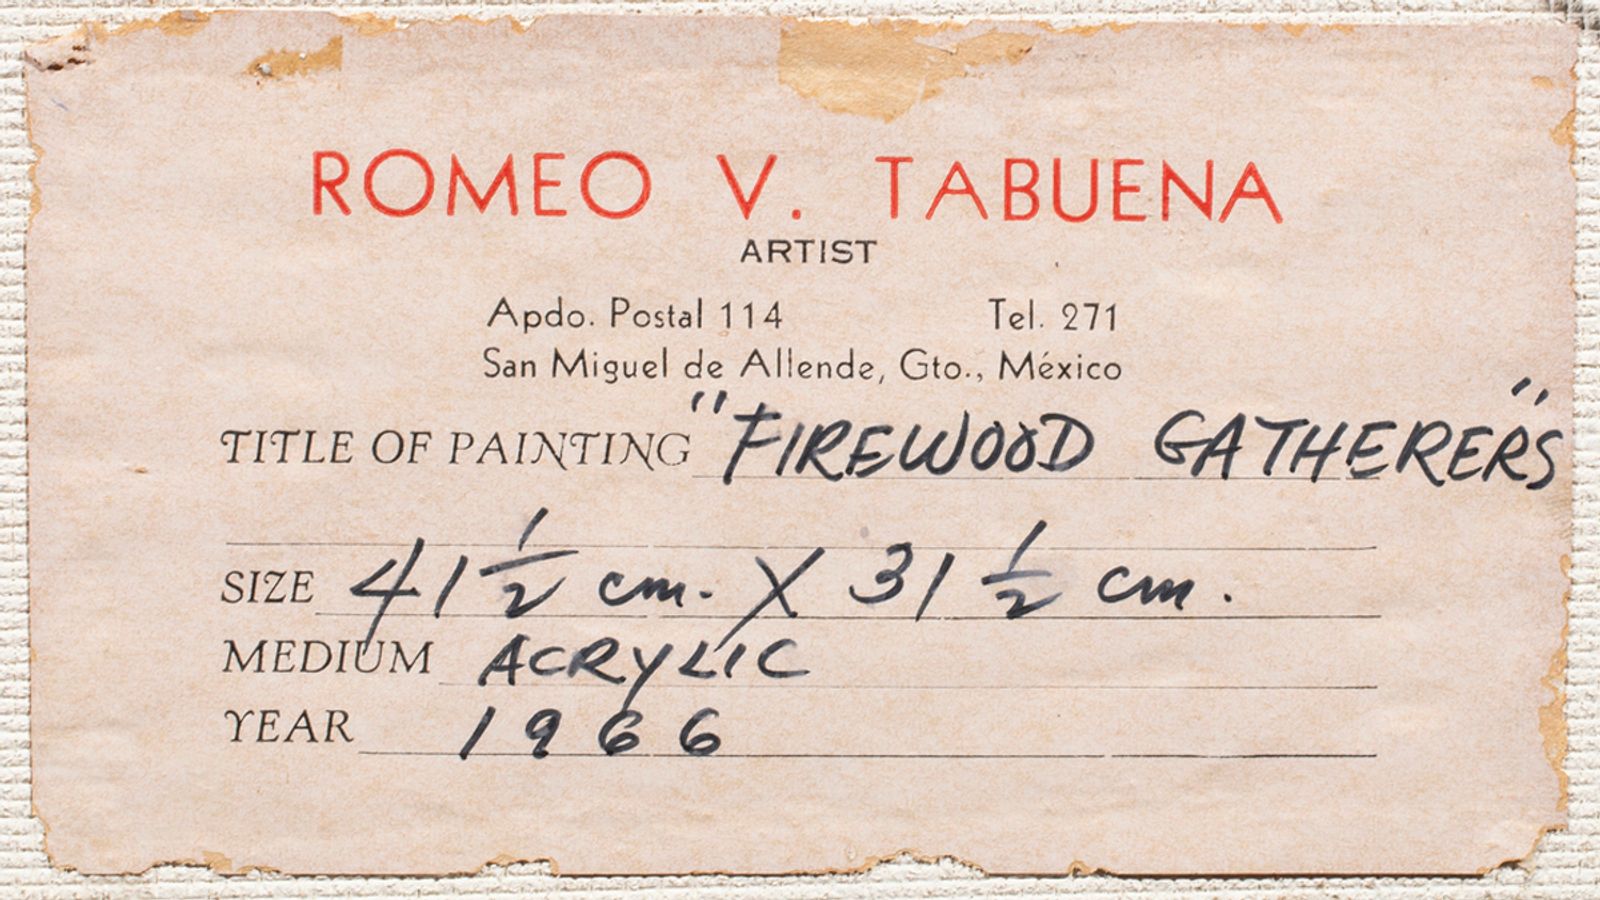 ROMEO V. TABUENA
ARTIST
Apdo. Postal 114 Tel. 271
San Miguel de Allende, Gto., México
TITLE OF PAINTING "FIREWOOD GATHERERS"
SIZE 41 1/2 cm. X 31 1/2 cm.
MEDIUM ACRYLIC
YEAR 1966